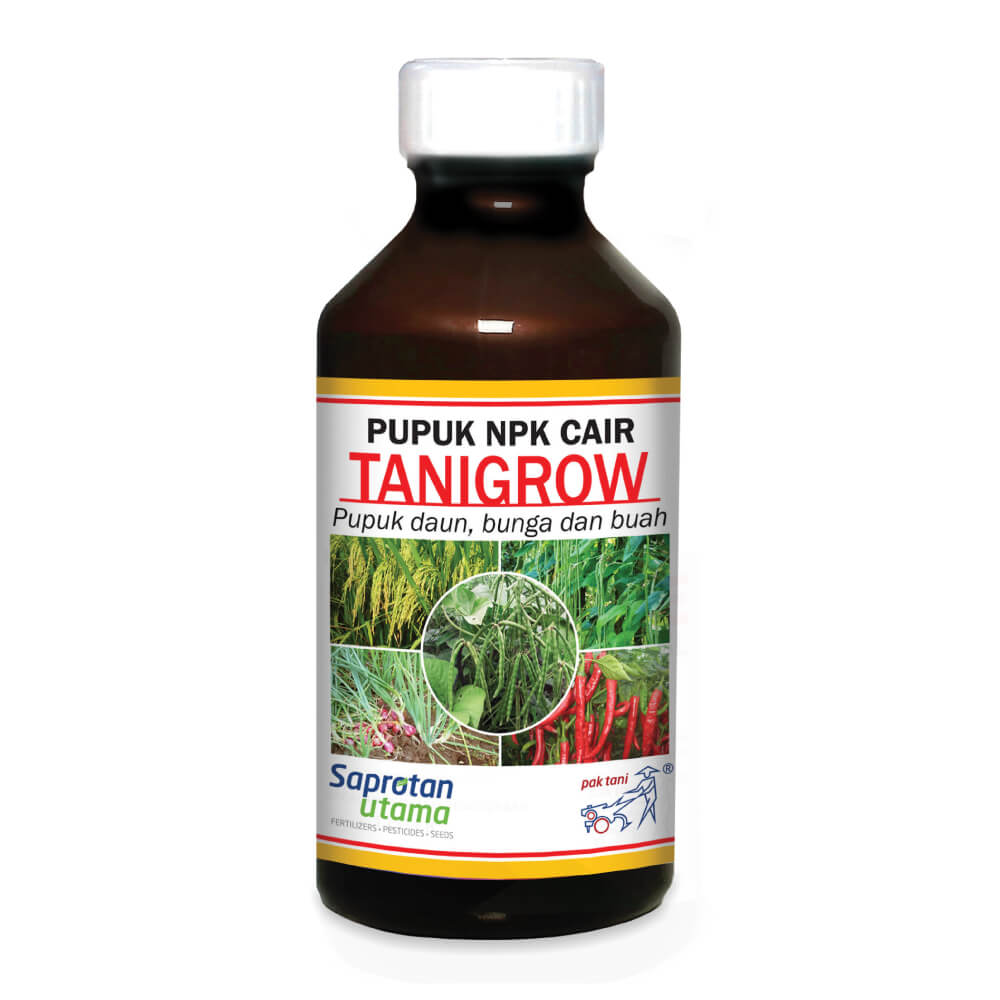 PUPUK NPK CAIR
TANIGROW
Pupuk daun, bunga dan buah
Saprotan
utama
FERTILIZERS • PESTICIDES • SEEDS
pak tani ®